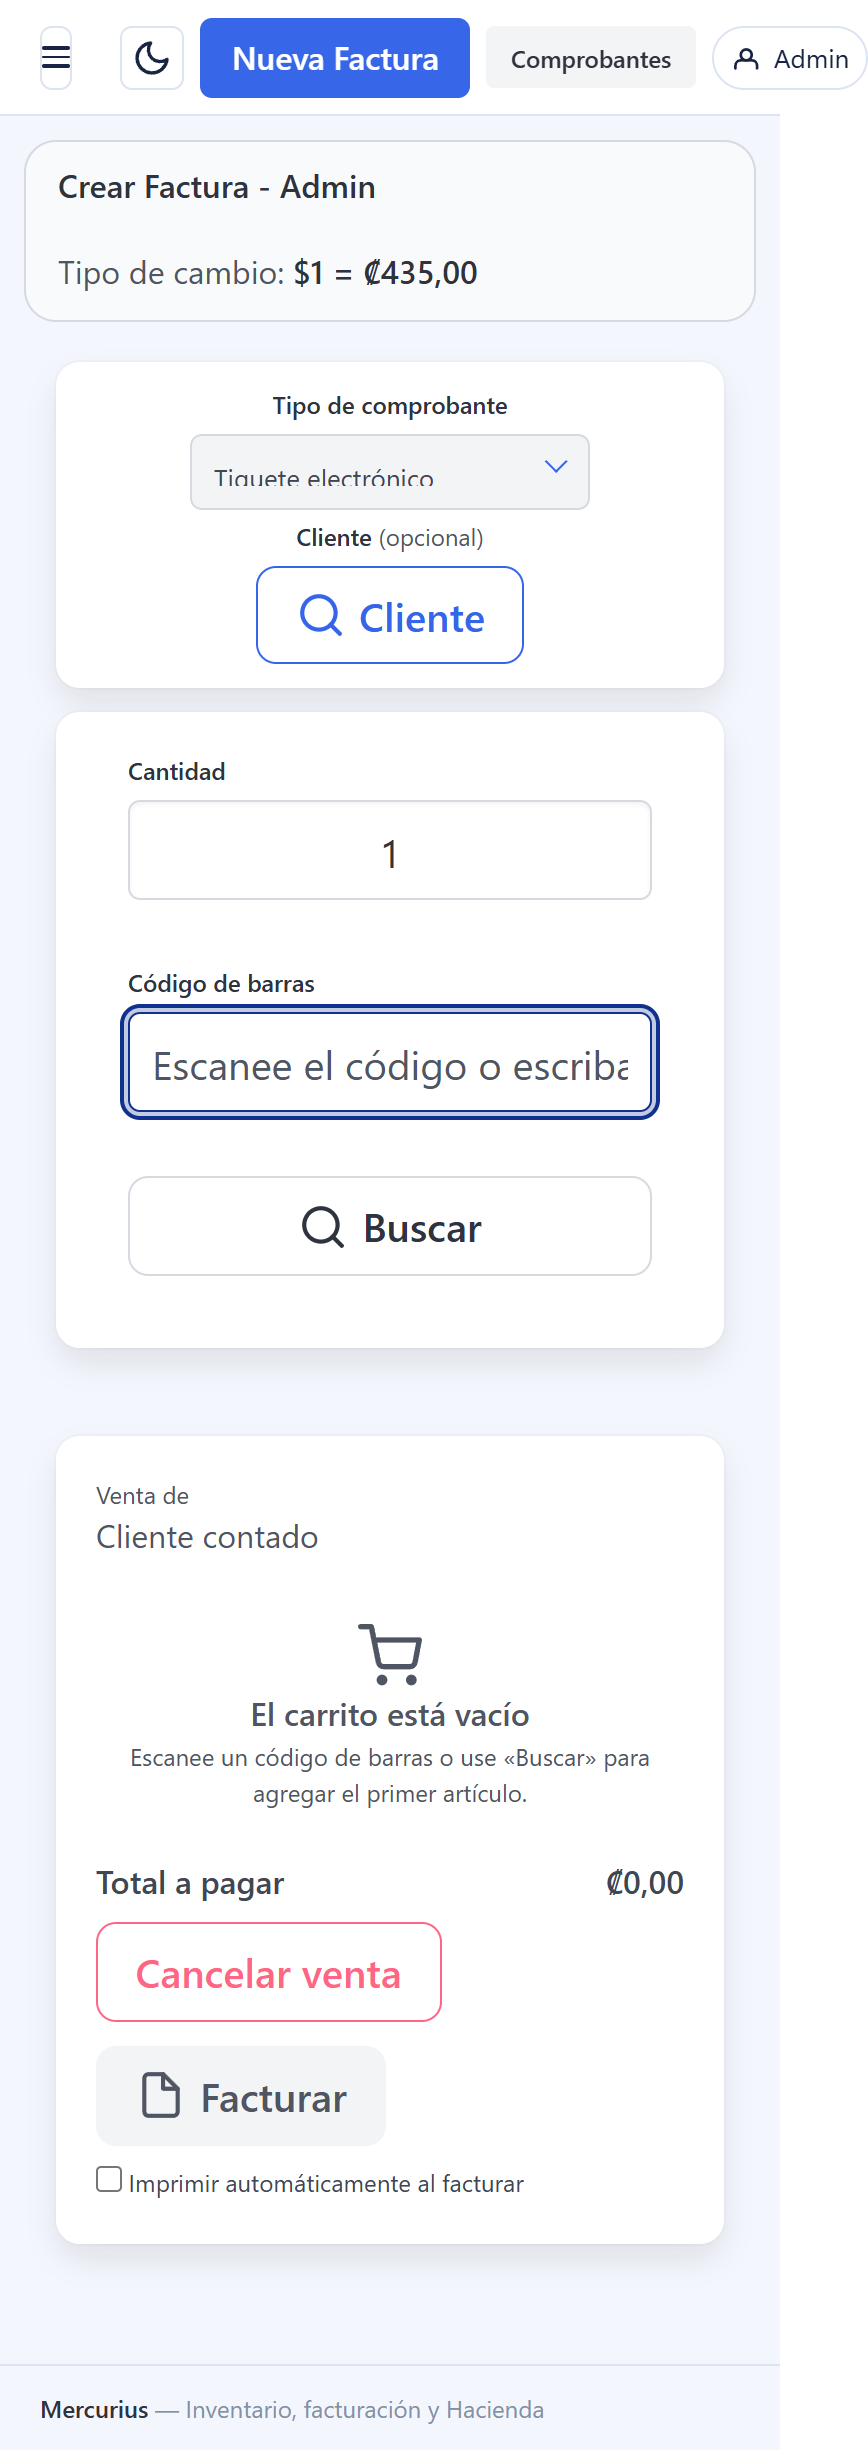 Nueva Factura
Comprobantes
Admin
Crear Factura - Admin
Tipo de cambio: $1 = ₡435,00
Tipo de comprobante
Tiquete electrónico
Cliente (opcional)
Cliente
Cantidad
1
Código de barras
Escanee el código o escriba
Buscar
Venta de
Cliente contado
El carrito está vacío
Escanee un código de barras o use «Buscar» para
agregar el primer artículo.
Total a pagar ₡0,00
Cancelar venta
Facturar
Imprimir automáticamente al facturar
Mercurius — Inventario, facturación y Hacienda